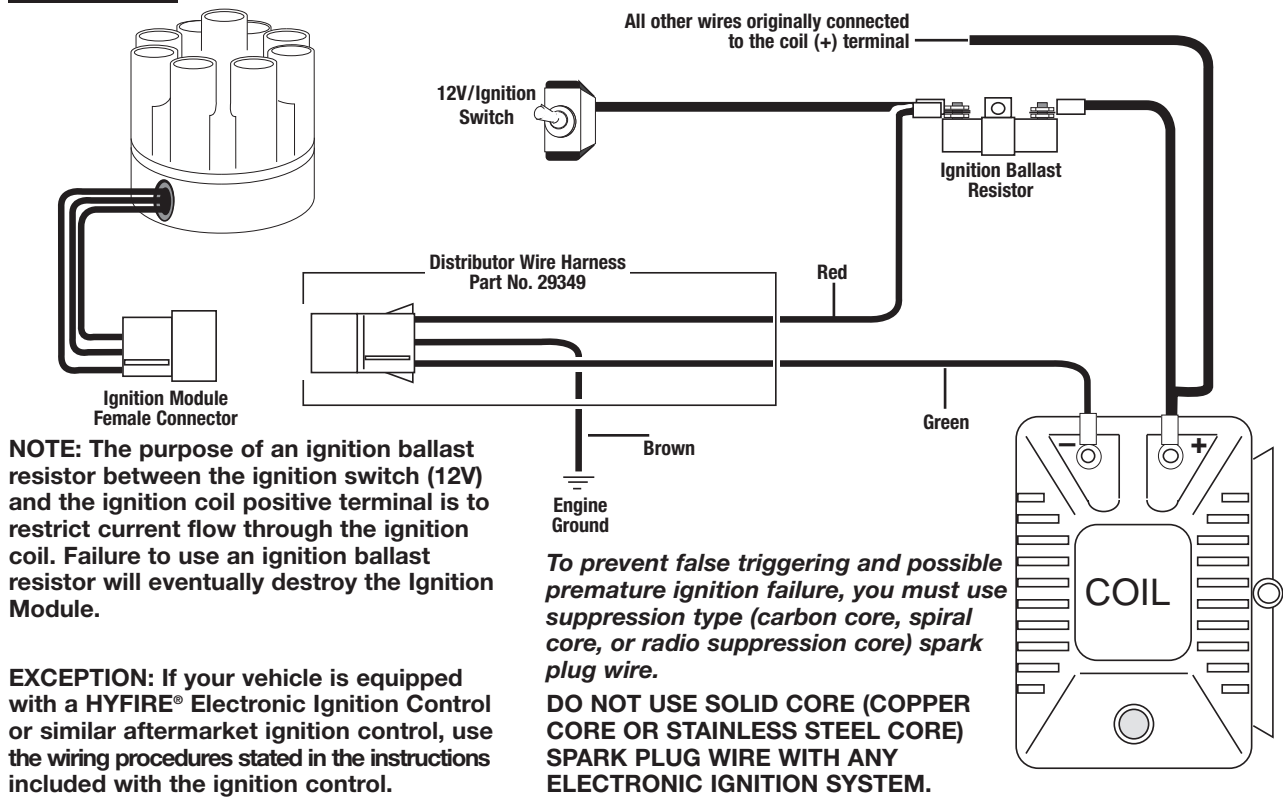 All other wires originally connected
to the coil (+) terminal
12V/Ignition
Switch
Ignition Ballast
Resistor
Distributor Wire Harness
Part No. 29349
Red
Ignition Module
Female Connector
Green
Brown
Engine
Ground
–
+
COIL
NOTE: The purpose of an ignition ballast
resistor between the ignition switch (12V)
and the ignition coil positive terminal is to
restrict current flow through the ignition
coil. Failure to use an ignition ballast
resistor will eventually destroy the Ignition
Module.
EXCEPTION: If your vehicle is equipped
with a HYFIRE® Electronic Ignition Control
or similar aftermarket ignition control, use
the wiring procedures stated in the instructions
included with the ignition control.
To prevent false triggering and possible
premature ignition failure, you must use
suppression type (carbon core, spiral
core, or radio suppression core) spark
plug wire.
DO NOT USE SOLID CORE (COPPER
CORE OR STAINLESS STEEL CORE)
SPARK PLUG WIRE WITH ANY
ELECTRONIC IGNITION SYSTEM.